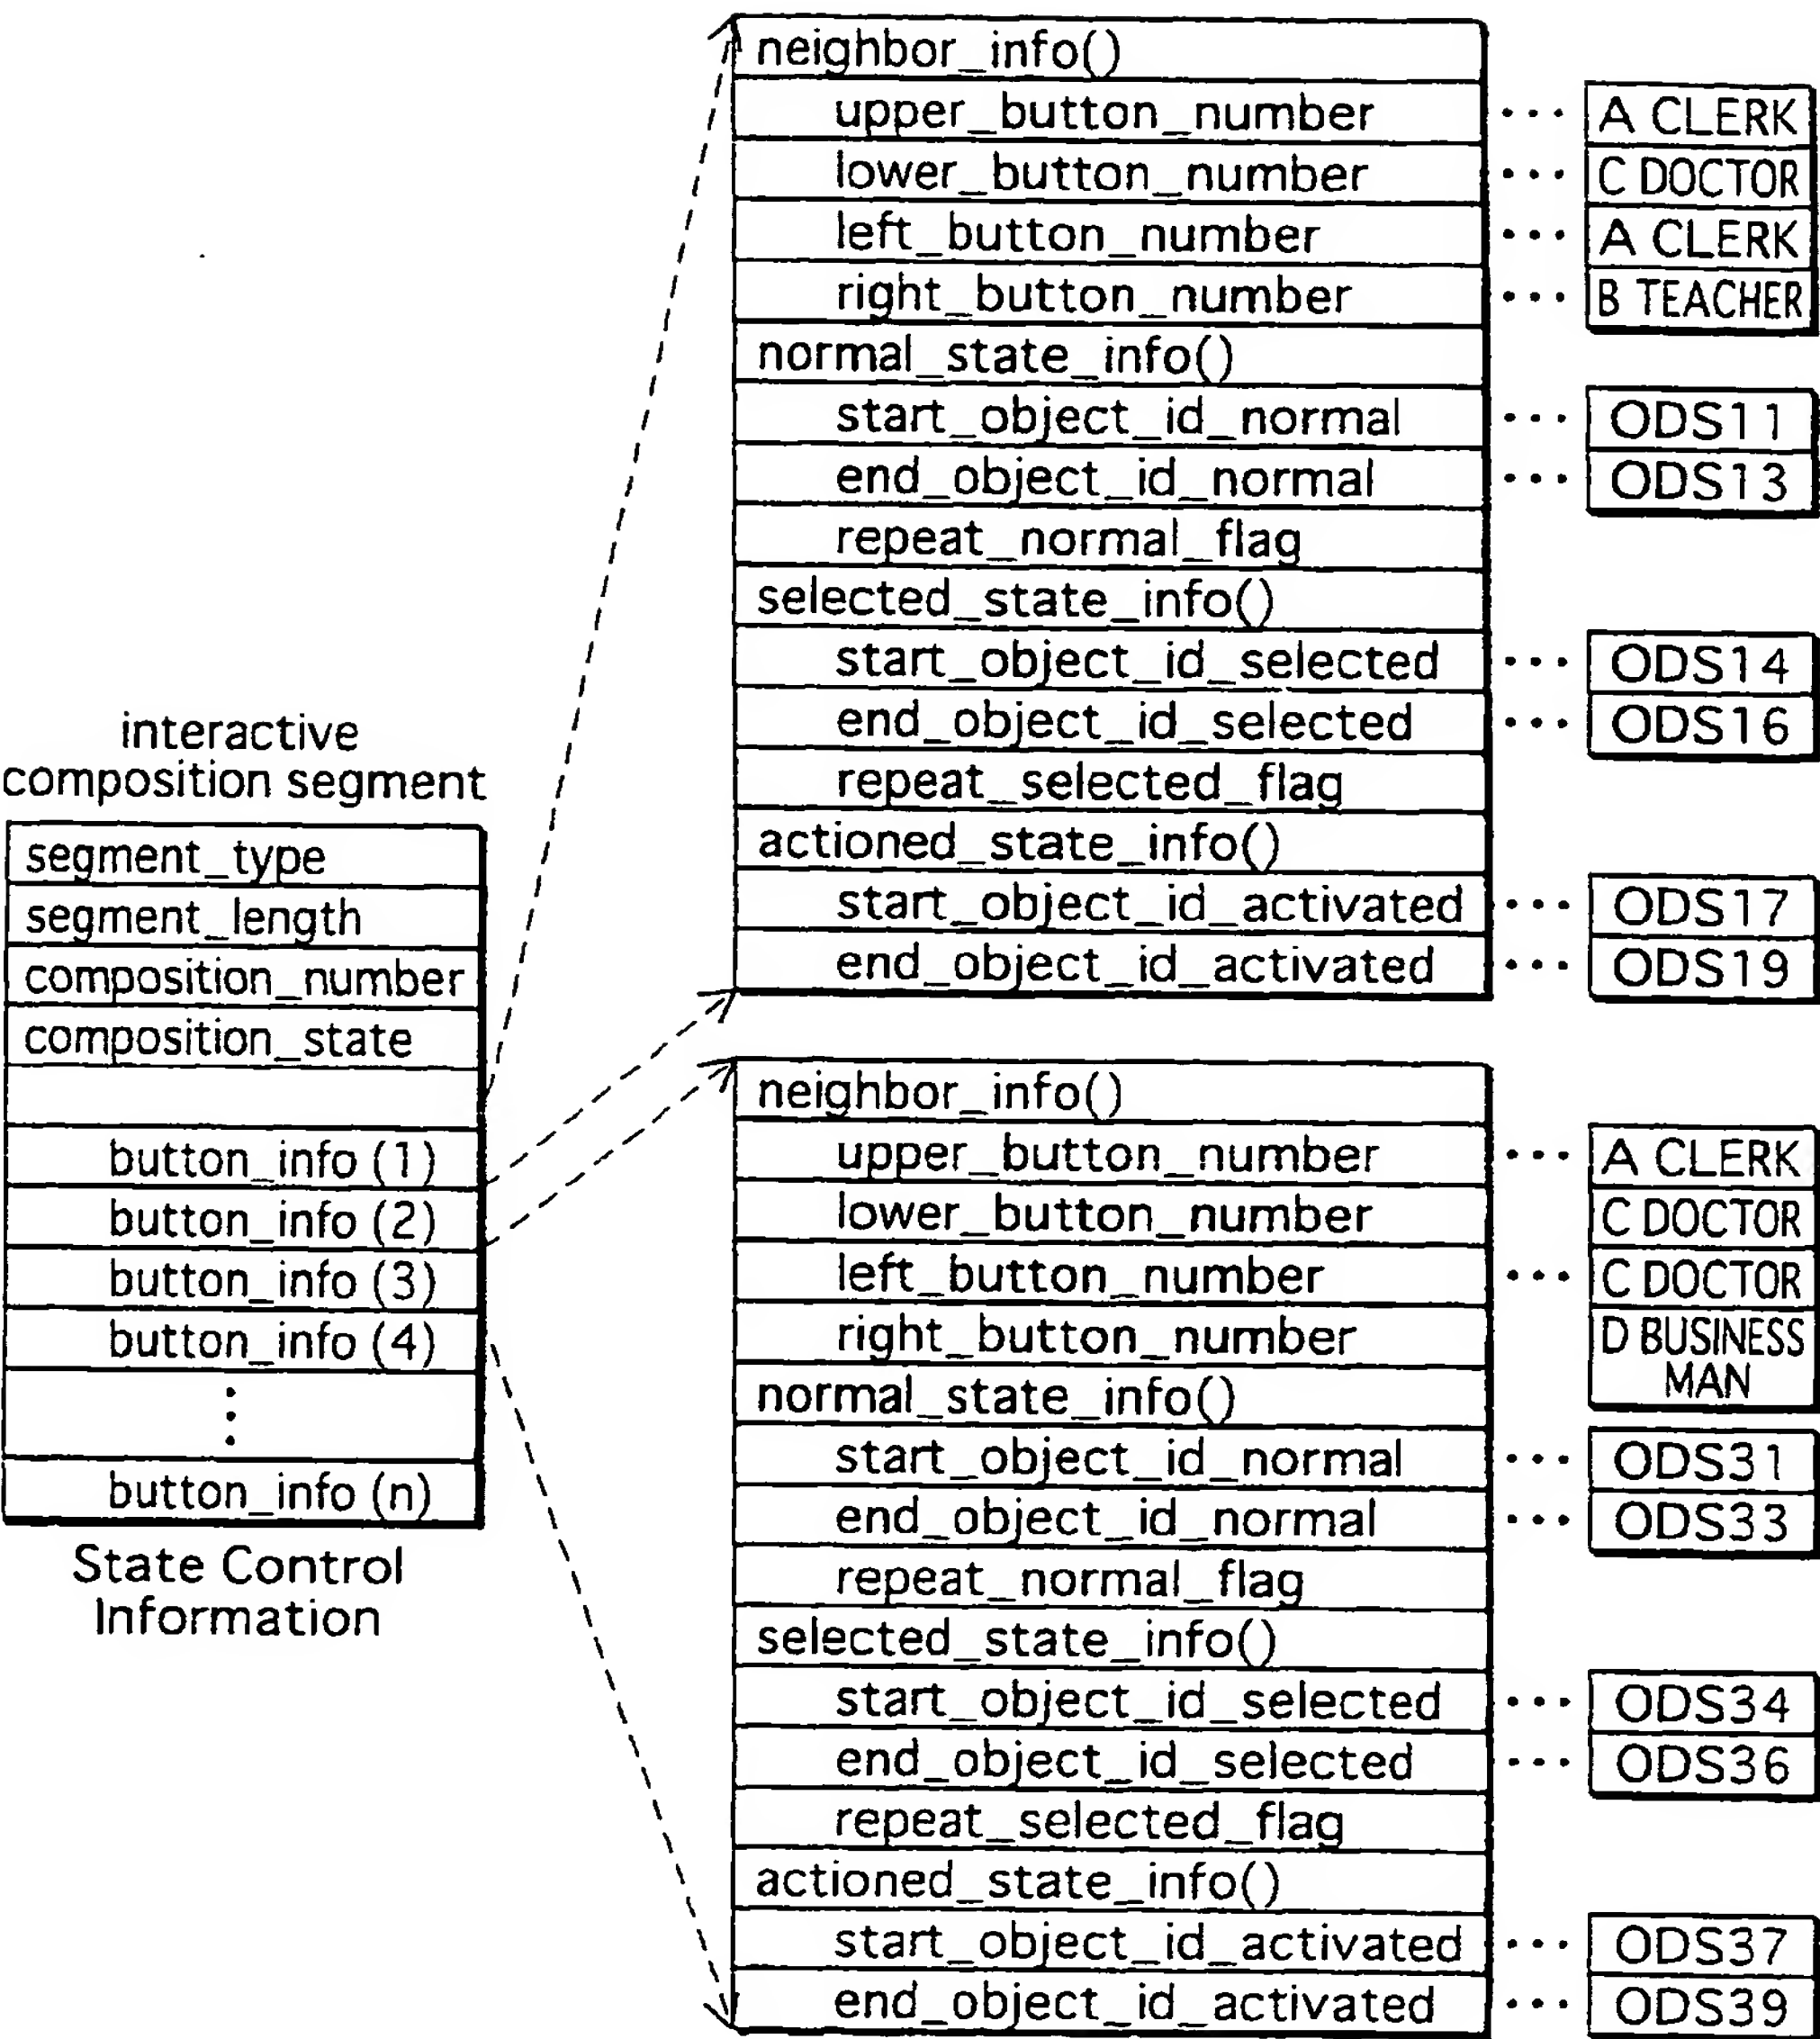 interactive
composition segment
segment_type
segment_length
composition_number
composition_state
button_info (1)
button_info (2)
button_info (3)
button_info (4)
button_info (n)
State Control
Information
neighbor_info()
upper_button_number ··· A CLERK
lower_button_number ··· C DOCTOR
left_button_number ··· A CLERK
right_button_number ··· B TEACHER
normal_state_info()
start_object_id_normal ··· ODS11
end_object_id_normal ··· ODS13
repeat_normal_flag
selected_state_info()
start_object_id_selected ··· ODS14
end_object_id_selected ··· ODS16
repeat_selected_flag
actioned_state_info()
start_object_id_activated ··· ODS17
end_object_id_activated ··· ODS19
neighbor_info()
upper_button_number ··· A CLERK
lower_button_number C DOCTOR
left_button_number ··· C DOCTOR
right_button_number D BUSINESS
MAN
normal_state_info()
start_object_id_normal ··· ODS31
end_object_id_normal ··· ODS33
repeat_normal_flag
selected_state_info()
start_object_id_selected ··· ODS34
end_object_id_selected ··· ODS36
repeat_selected_flag
actioned_state_info()
start_object_id_activated ··· ODS37
end_object_id_activated ··· ODS39